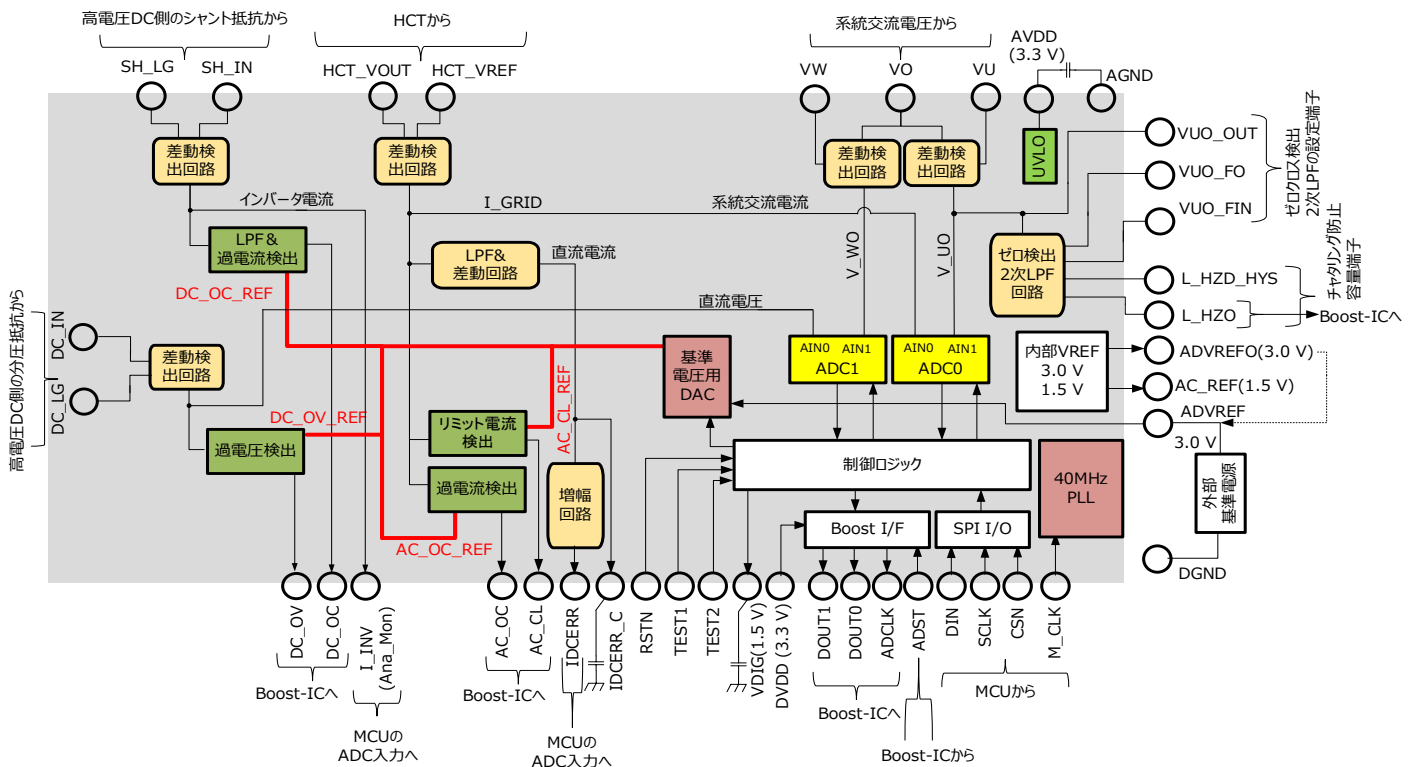 高電圧DC側のシャント抵抗から
HCTから
系統交流電圧から
AVDD
(3.3 V)
AGND
SH_LG
SH_IN
HCT_VOUT
HCT_VREF
VW
VO
VU
差動検
出回路
差動検
出回路
差動検
出回路
差動検
出回路
UVLO
VUO_OUT
VUO_FO
VUO_FIN
ゼロクロス検出
2次LPFの設定端子
インバータ電流
I_GRID
系統交流電流
LPF&
過電流検出
LPF&
差動回路
直流電流
V_WO
V_UO
ゼロ検出
2次LPF
回路
L_HZD_HYS
L_HZO
チャタリング防止
容量端子
Boost-ICへ
DC_OC_REF
直流電圧
高電圧DC側の分圧抵抗から
DC_IN
DC_LG
差動検
出回路
基準
電圧用
DAC
AIN0 AIN1
ADC1
AIN0 AIN1
ADC0
内部VREF
3.0 V
1.5 V
ADVREFO(3.0 V)
AC_REF(1.5 V)
ADVREF
3.0 V
DC_OV_REF
AC_CL_REF
リミット電流
検出
過電圧検出
過電流検出
増幅
回路
制御ロジック
40MHz
PLL
外部
基準電源
AC_OC_REF
Boost I/F
SPI I/O
DGND
DC_OV
DC_OC
I_INV
(Ana_Mon)
AC_OC
AC_CL
IDCERR
IDCERR_C
RSTN
TEST1
TEST2
VDIG(1.5 V)
DVDD (3.3 V)
DOUT1
DOUT0
ADCLK
ADST
DIN
SCLK
CSN
M_CLK
Boost-ICへ
MCUの
ADC入力へ
Boost-ICへ
MCUの
ADC入力へ
Boost-ICへ
Boost-ICから
MCUから